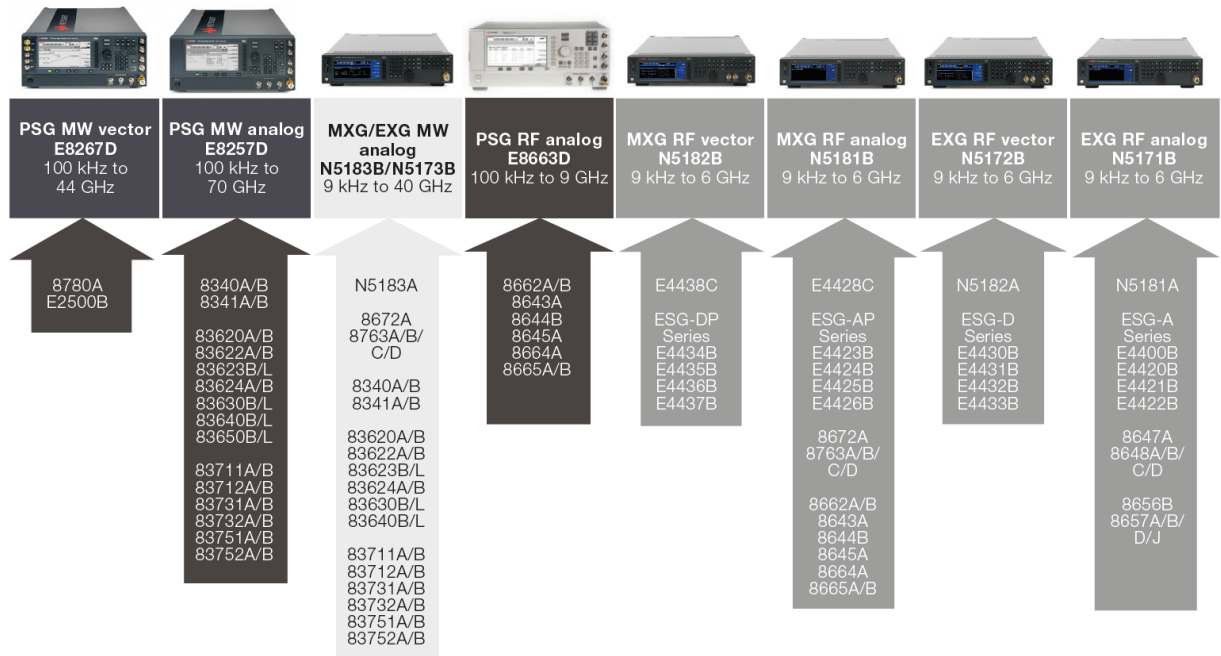 PSG MW vector
E8267D
100 kHz to
44 GHz
PSG MW analog
E8257D
100 kHz to
70 GHz
MXG/EXG MW
analog
N5183B/N5173B
9 kHz to 40 GHz
PSG RF analog
E8663D
100 kHz to 9 GHz
MXG RF vector
N5182B
9 kHz to 6 GHz
MXG RF analog
N5181B
9 kHz to 6 GHz
EXG RF vector
N5172B
9 kHz to 6 GHz
EXG RF analog
N5171B
9 kHz to 6 GHz
8780A
E2500B
8340A/B
8341A/B
83620A/B
83622A/B
83623B/L
83624A/B
83630B/L
83640B/L
83650B/L
83711A/B
83712A/B
83731A/B
83732A/B
83751A/B
83752A/B
N5183A
8672A
8763A/B/
C/D
8340A/B
8341A/B
83620A/B
83622A/B
83623B/L
83624A/B
83630B/L
83640B/L
83711A/B
83712A/B
83731A/B
83732A/B
83751A/B
83752A/B
8662A/B
8643A
8644B
8645A
8664A
8665A/B
E4438C
ESG-DP
Series
E4434B
E4435B
E4436B
E4437B
E4428C
ESG-AP
Series
E4423B
E4424B
E4425B
E4426B
8672A
8763A/B/
C/D
8662A/B
8643A
8644B
8645A
8664A
8665A/B
N5182A
ESG-D
Series
E4430B
E4431B
E4432B
E4433B
N5181A
ESG-A
Series
E4400B
E4420B
E4421B
E4422B
8647A
8648A/B/
C/D
8656B
8657A/B/
D/J